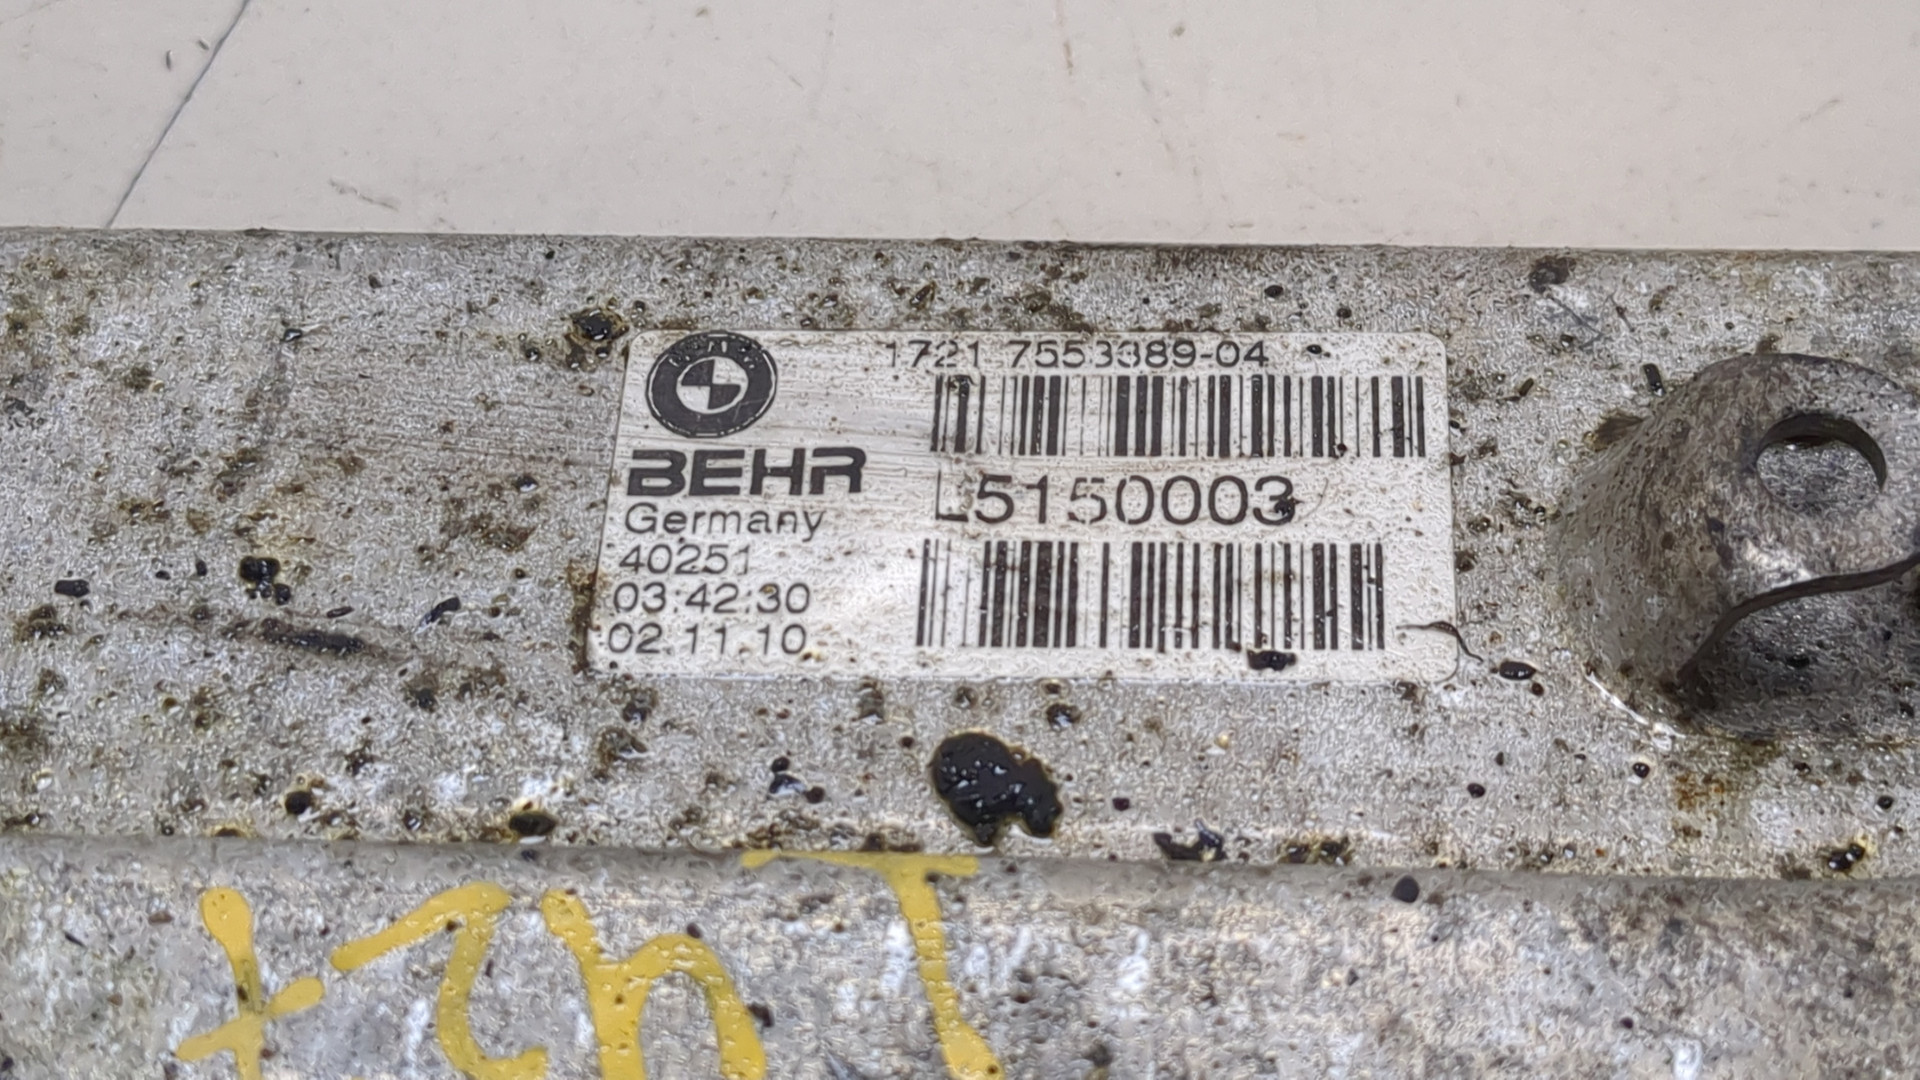 1721 7553389-04
BEHR
L5150003
Germany
40251
03:42:30
02.11.10